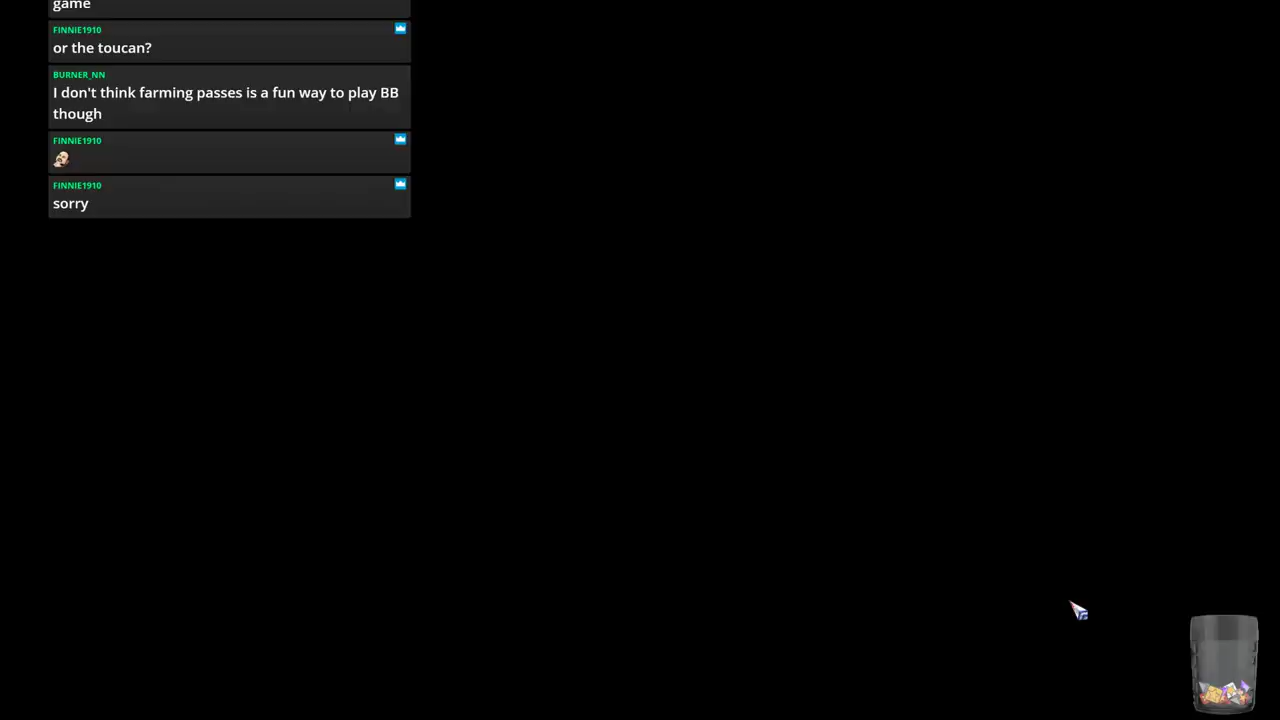 game
FINNIE1910
or the toucan?
BURNER_NN
I don't think farming passes is a fun way to play BB
though
FINNIE1910
FINNIE1910
sorry